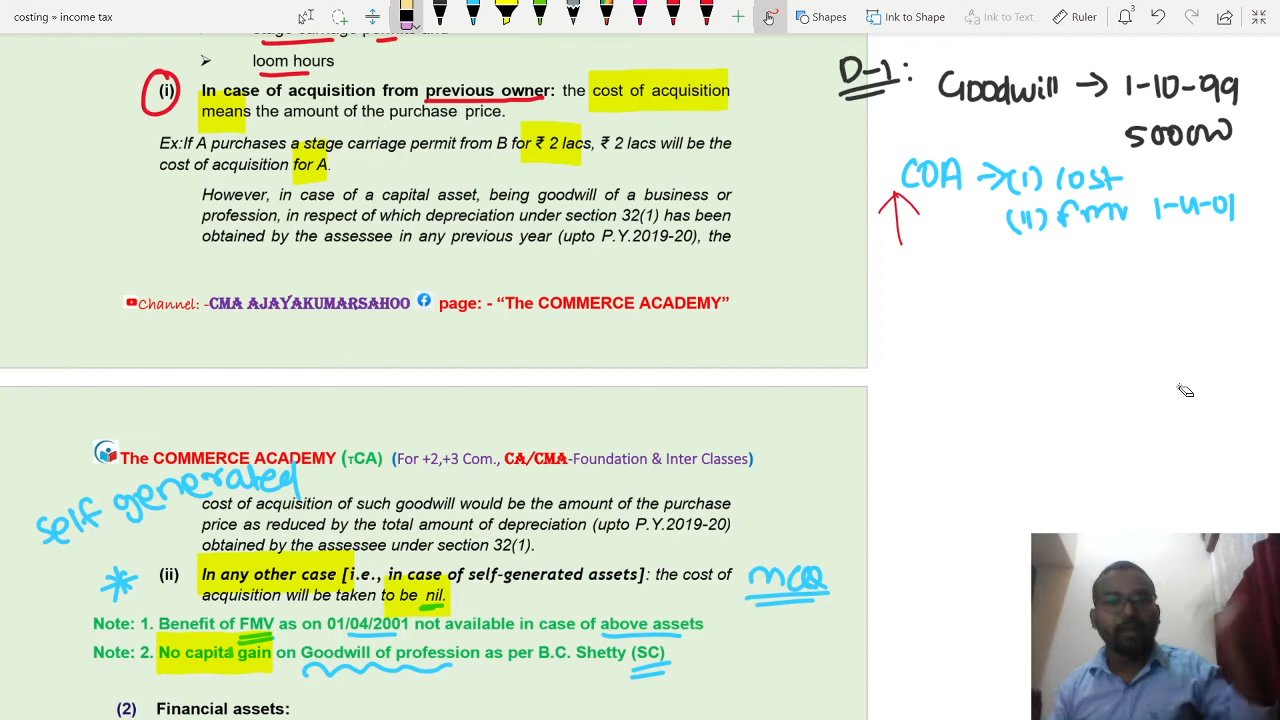 costing » income tax
Shapes
Ink to Shape
Ink to Text
Ruler
3
stage carriage permits and
➤ loom hours
(i) In case of acquisition from previous owner: the cost of acquisition
means the amount of the purchase price.
Ex:If A purchases a stage carriage permit from B for ₹ 2 lacs, ₹ 2 lacs will be the
cost of acquisition for A.
However, in case of a capital asset, being goodwill of a business or
profession, in respect of which depreciation under section 32(1) has been
obtained by the assessee in any previous year (upto P.Y.2019-20), the
Channel: -CMA AJAYAKUMARSAHOO page: - “The COMMERCE ACADEMY”
D-1:
Goodwill → 1-10-99
50000
COA → (i) Cost
(ii) fmv 1-4-01
The COMMERCE ACADEMY (TCA) (For +2,+3 Com., CA/CMA-Foundation & Inter Classes)
self generated
cost of acquisition of such goodwill would be the amount of the purchase
price as reduced by the total amount of depreciation (upto P.Y.2019-20)
obtained by the assessee under section 32(1).
(ii) In any other case [i.e., in case of self-generated assets]: the cost of
acquisition will be taken to be nil.
MCQ
Note: 1. Benefit of FMV as on 01/04/2001 not available in case of above assets
Note: 2. No capital gain on Goodwill of profession as per B.C. Shetty (SC)
(2) Financial assets: